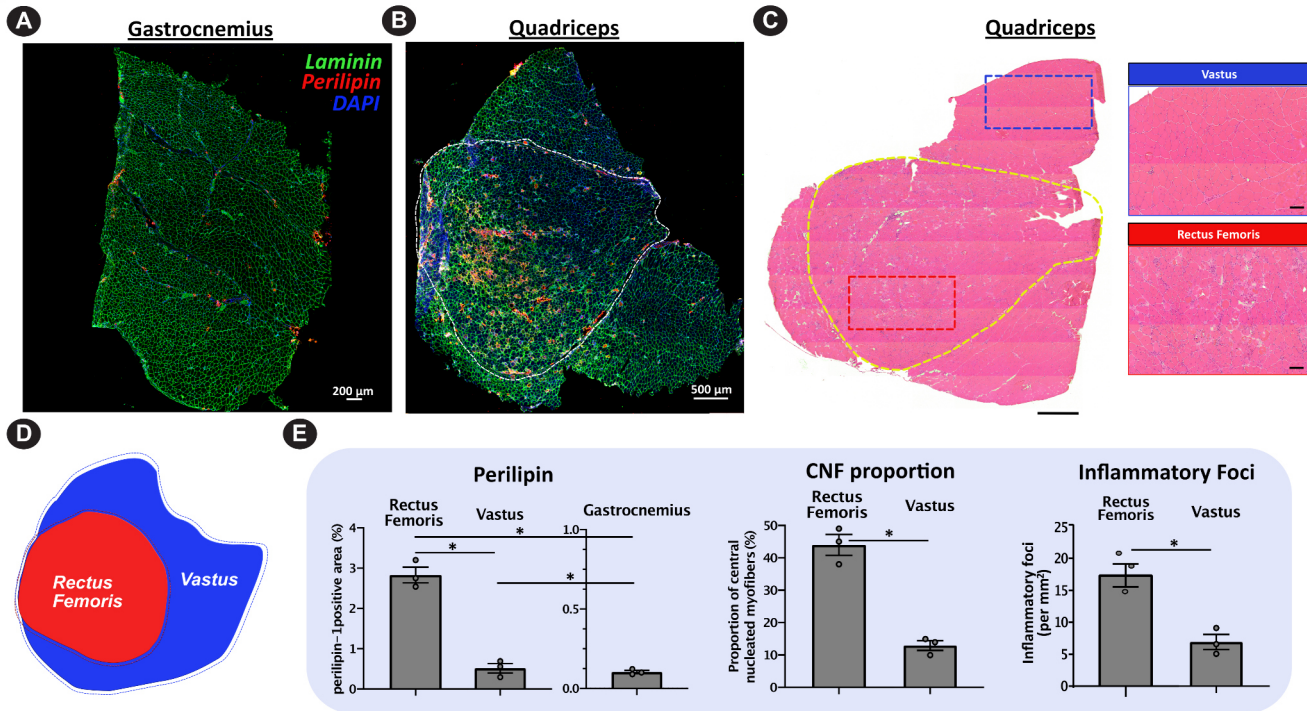 A
Gastrocnemius
Laminin
Perilipin
DAPI
200 μm
B
Quadriceps
500 μm
C
Quadriceps
Vastus
Rectus Femoris
D
Rectus
Femoris
Vastus
E
Perilipin
perilipin-1positive area (%)
4
3
2
1
0
Rectus
Femoris
Vastus
Gastrocnemius
1.0
0.5
0.0
*
*
*
CNF proportion
Proportion of central
nucleated myofibers (%)
50
40
30
20
10
0
Rectus
Femoris
Vastus
*
Inflammatory Foci
Inflammatory foci
(per mm2)
25
20
15
10
5
0
Rectus
Femoris
Vastus
*